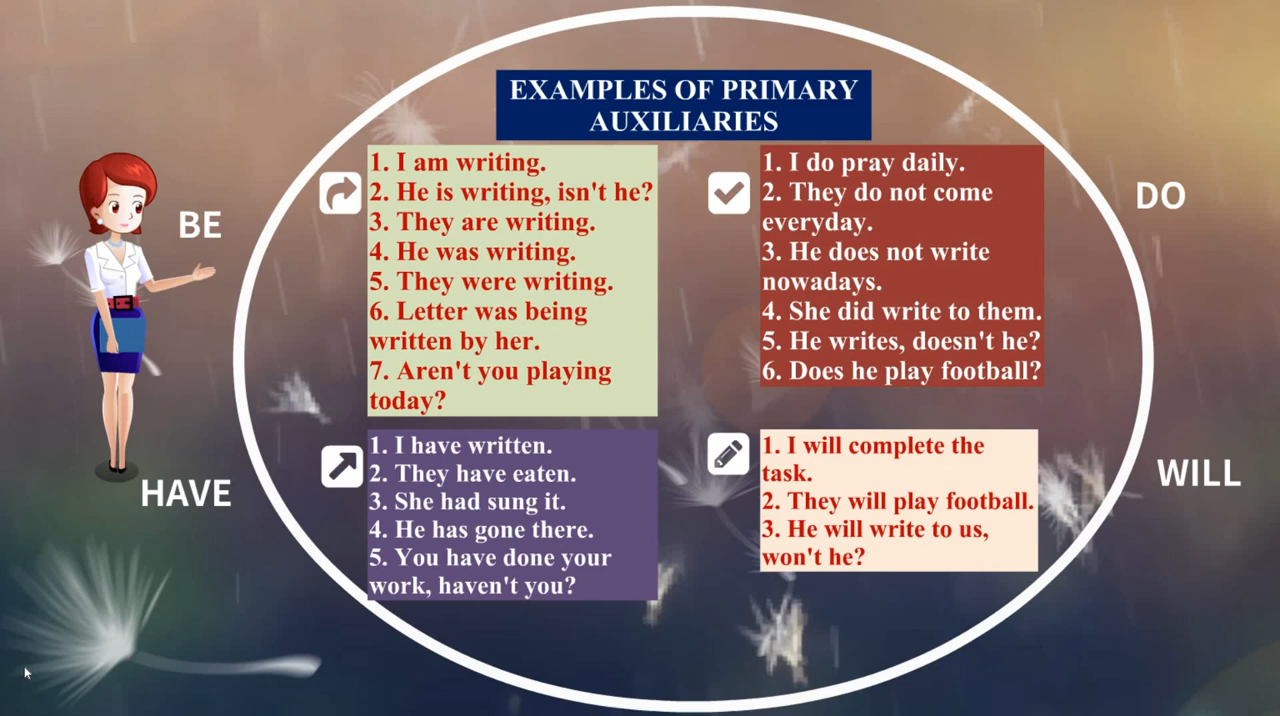 EXAMPLES OF PRIMARY
AUXILIARIES
BE
1. I am writing.
2. He is writing, isn't he?
3. They are writing.
4. He was writing.
5. They were writing.
6. Letter was being
written by her.
7. Aren't you playing
today?
DO
1. I do pray daily.
2. They do not come
everyday.
3. He does not write
nowadays.
4. She did write to them.
5. He writes, doesn't he?
6. Does he play football?
HAVE
1. I have written.
2. They have eaten.
3. She had sung it.
4. He has gone there.
5. You have done your
work, haven't you?
WILL
1. I will complete the
task.
2. They will play football.
3. He will write to us,
won't he?